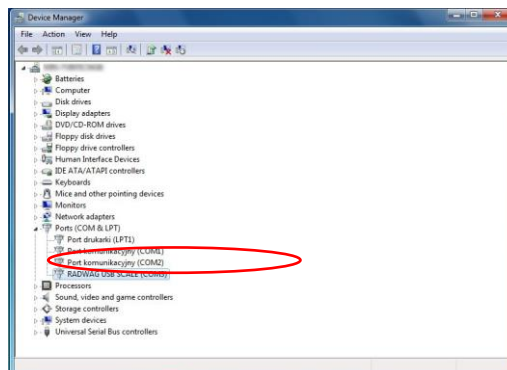 Device Manager
File Action View Help
Batteries
Computer
Disk drives
Display adapters
DVD/CD-ROM drives
Floppy disk drives
Floppy drive controllers
Human Interface Devices
IDE ATA/ATAPI controllers
Keyboards
Mice and other pointing devices
Monitors
Network adapters
Ports (COM & LPT)
Port drukarki (LPT1)
Port komunikacyjny (COM1)
Port komunikacyjny (COM2)
RADWAG USB SCALE (COM3)
Processors
Sound, video and game controllers
Storage controllers
System devices
Universal Serial Bus controllers